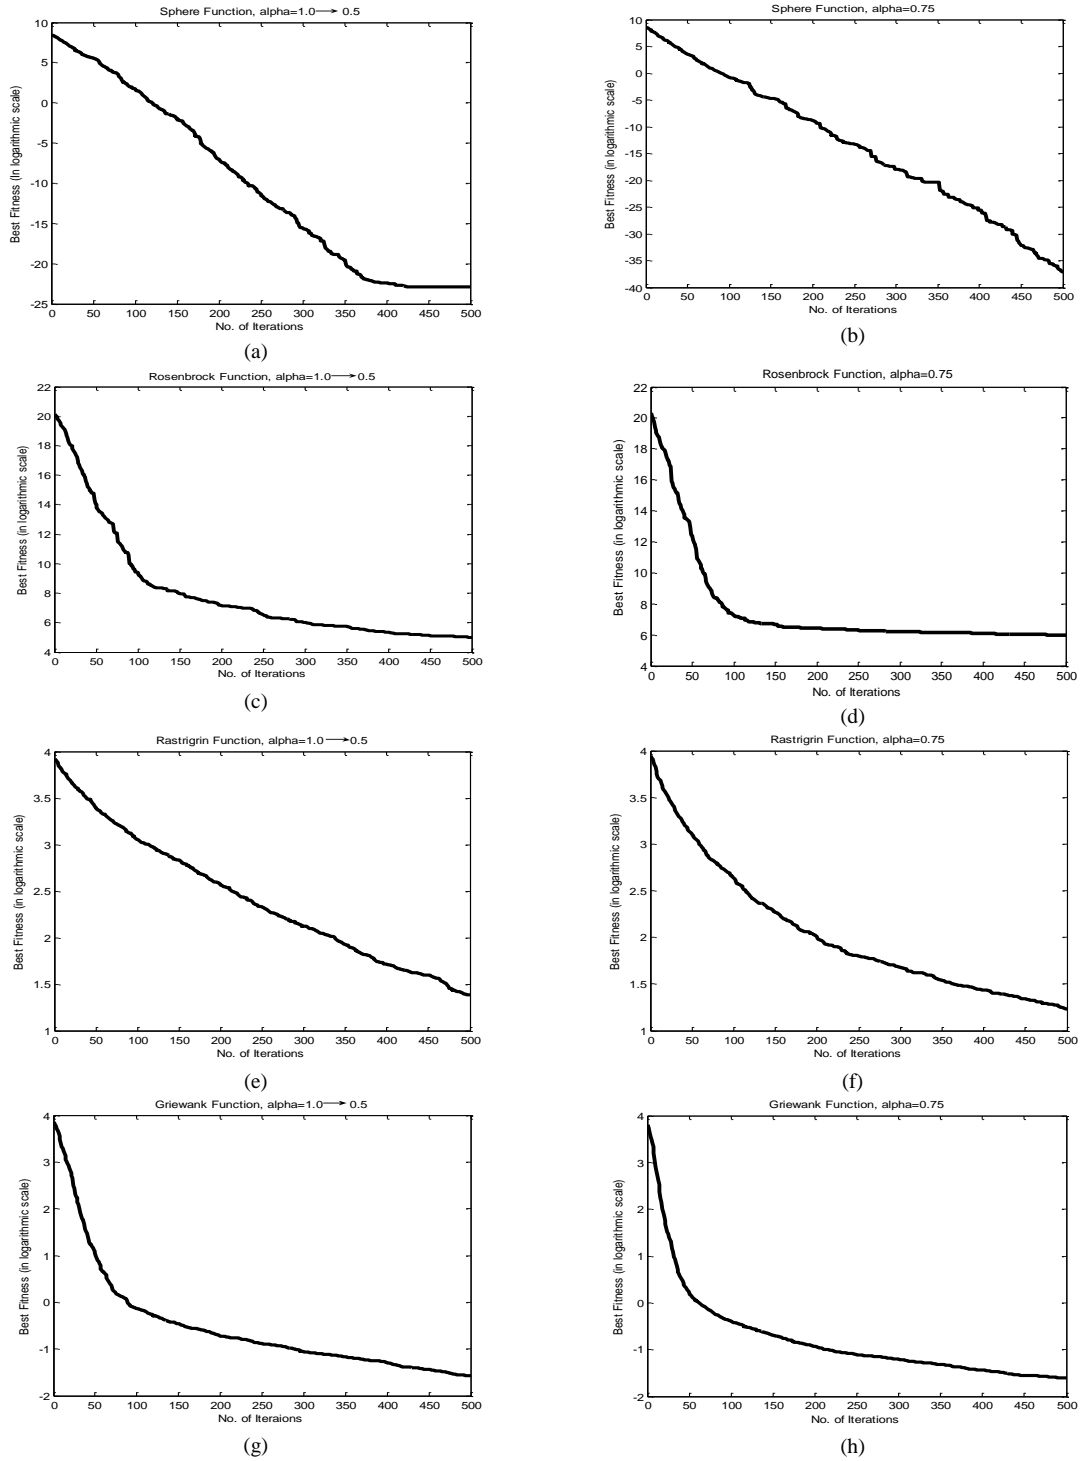 Sphere Function, alpha=1.0 → 0.5
10
5
0
-5
-10
-15
-20
-25
Best Fitness (In logarithmic scale)
0 50 100 150 200 250 300 350 400 450 500
No. of Iterations
(a)
Sphere Function, alpha=0.75
10
5
0
-5
-10
-15
-20
-25
-30
-35
-40
Best Fitness (in logarithmic scale)
0 50 100 150 200 250 300 350 400 450 500
No. of Iterations
(b)
Rosenbrock Function, alpha=1.0 → 0.5
22
20
18
16
14
12
10
8
6
4
Best Fitness (in logarithmic scale)
0 50 100 150 200 250 300 350 400 450 500
No. of Iterations
(c)
Rosenbrock Function, alpha=0.75
22
20
18
16
14
12
10
8
6
4
Best Fitness (in logarithmic scale)
0 50 100 150 200 250 300 350 400 450 500
No. of Iterations
(d)
Rastrigrin Function, alpha=1.0 → 0.5
4
3.5
3
2.5
2
1.5
1
Best Fitness (in logarithmic scale)
0 50 100 150 200 250 300 350 400 450 500
No. of Iterations
(e)
Rastrigrin Function, alpha=0.75
4
3.5
3
2.5
2
1.5
1
Best Fitness (in logarithmic scale)
0 50 100 150 200 250 300 350 400 450 500
No. of Iterations
(f)
Griewank Function, alpha=1.0 → 0.5
4
3
2
1
0
-1
-2
Best Fitness (in logarithmic scale)
0 50 100 150 200 250 300 350 400 450 500
No. of Iteraions
(g)
Griewank Function, alpha=0.75
4
3
2
1
0
-1
-2
Best Fitness (in logarithmic scale)
0 50 100 150 200 250 300 350 400 450 500
No. of Iterations
(h)